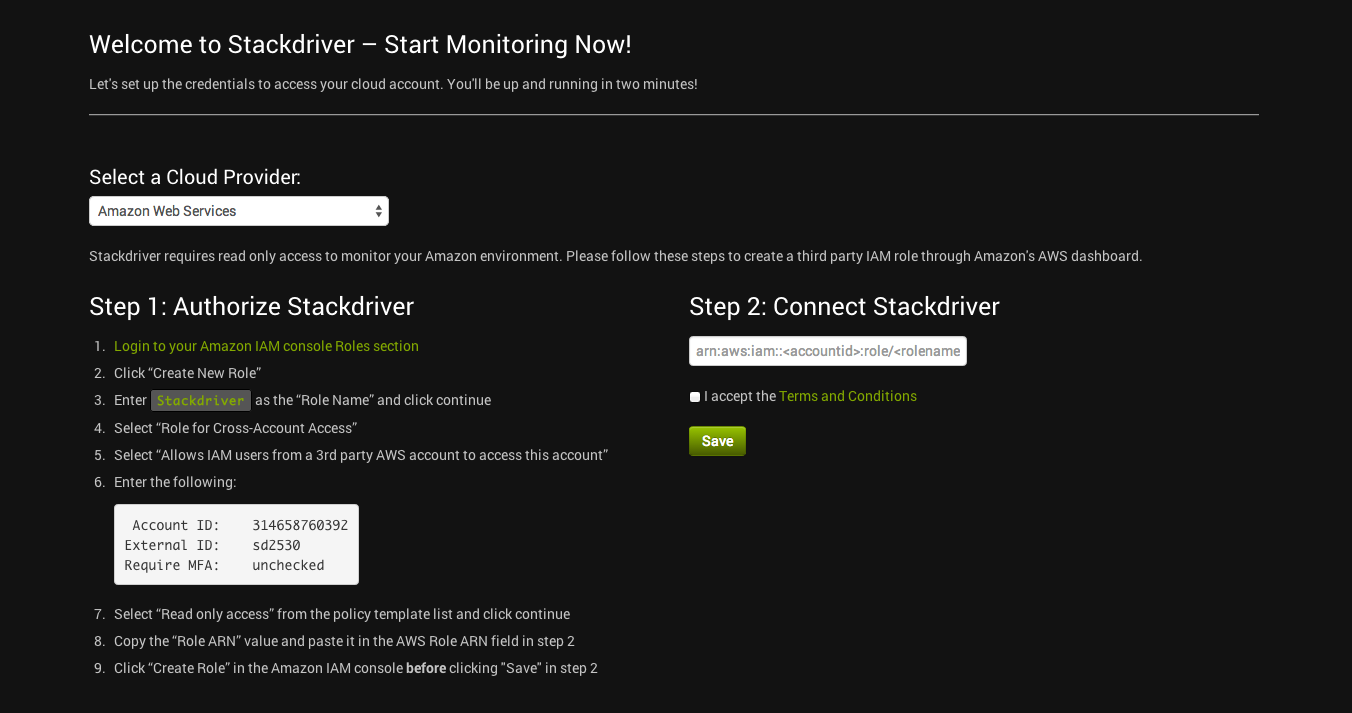 Welcome to Stackdriver – Start Monitoring Now!
Let's set up the credentials to access your cloud account. You'll be up and running in two minutes!
Select a Cloud Provider:
Amazon Web Services
Stackdriver requires read only access to monitor your Amazon environment. Please follow these steps to create a third party IAM role through Amazon's AWS dashboard.
Step 1: Authorize Stackdriver
1. Login to your Amazon IAM console Roles section
2. Click “Create New Role”
3. Enter Stackdriver as the “Role Name” and click continue
4. Select “Role for Cross-Account Access”
5. Select “Allows IAM users from a 3rd party AWS account to access this account”
6. Enter the following:
Account ID: 314658760392
External ID: sd2530
Require MFA: unchecked
7. Select “Read only access” from the policy template list and click continue
8. Copy the “Role ARN” value and paste it in the AWS Role ARN field in step 2
9. Click “Create Role” in the Amazon IAM console before clicking "Save" in step 2
Step 2: Connect Stackdriver
arn:aws:iam::<accountid>:role/<rolename
I accept the Terms and Conditions
Save